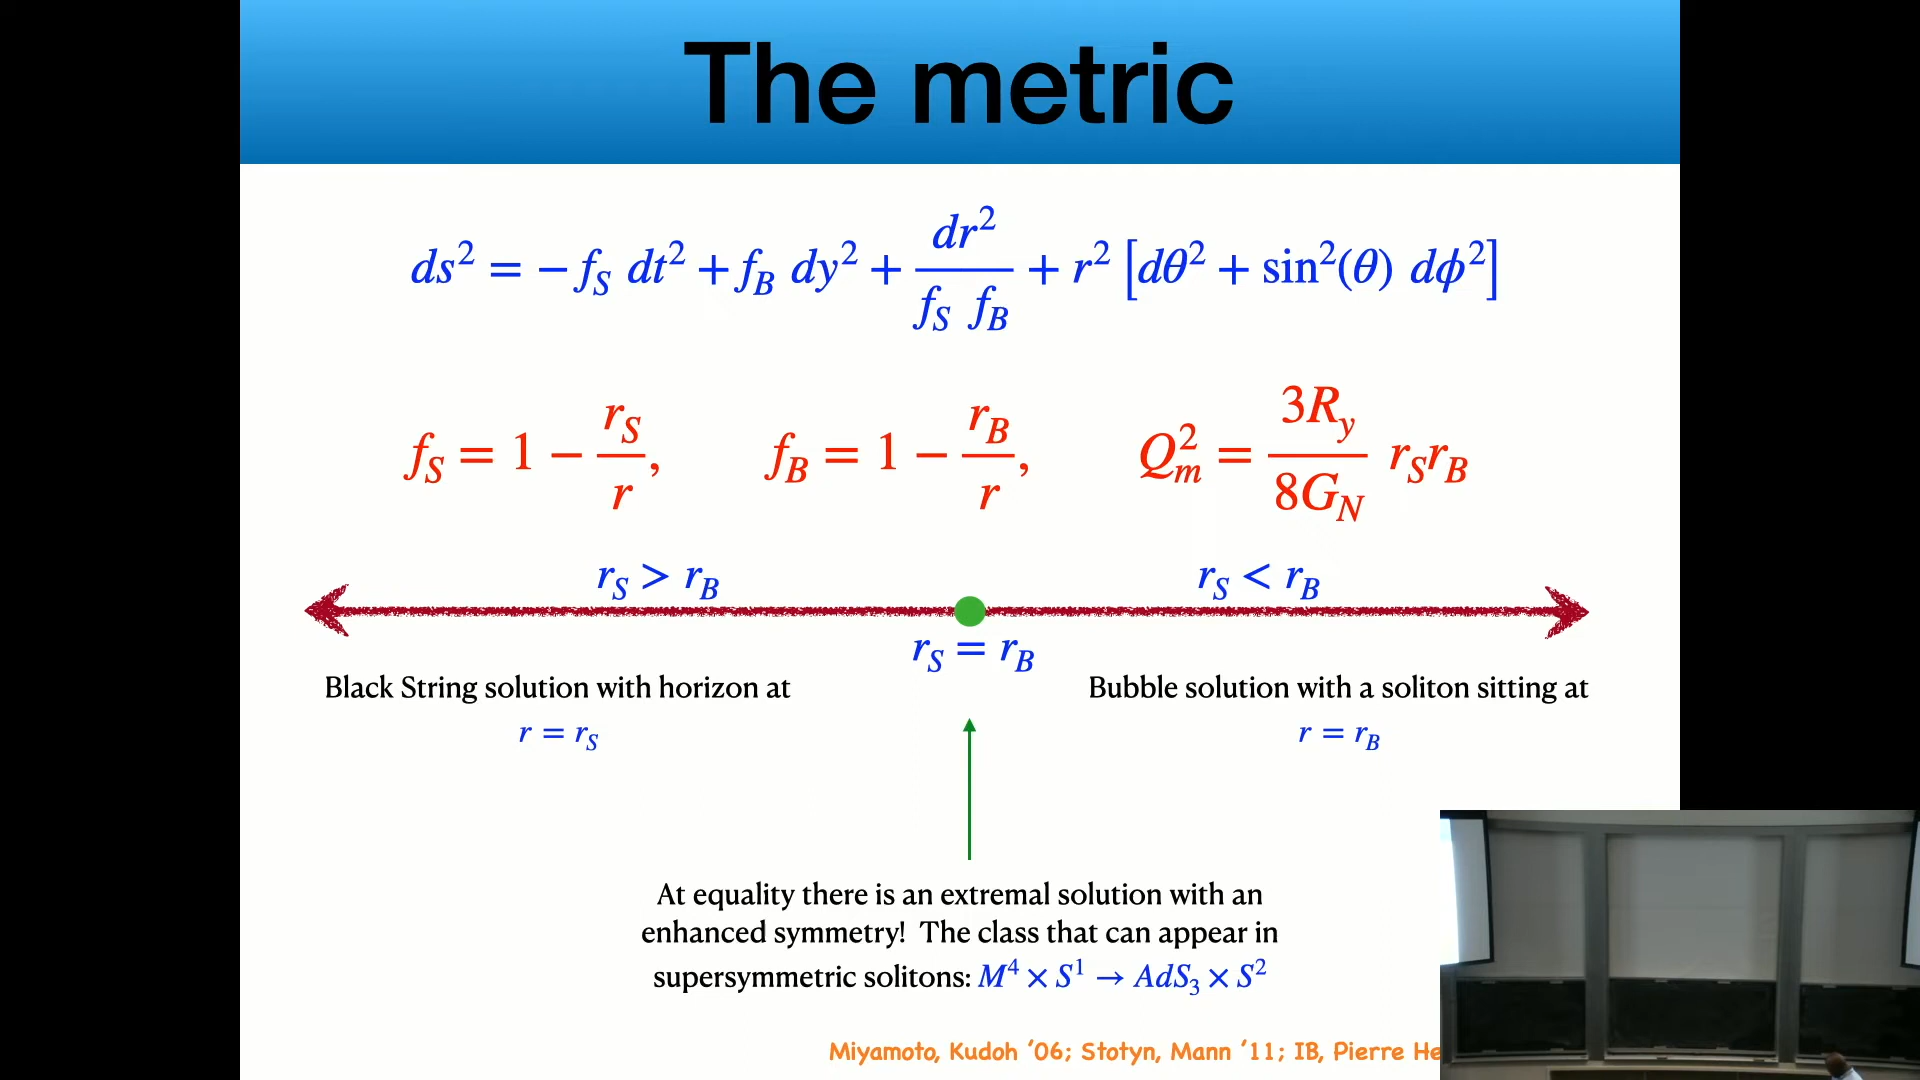 The metric
ds² = − f_S dt² + f_B dy² + dr²/(f_S f_B) + r² [dθ² + sin²(θ) dϕ²]
f_S = 1 − r_S/r, f_B = 1 − r_B/r, Q_m² = 3R_y/8G_N r_S r_B
r_S > r_B r_S < r_B
r_S = r_B
Black String solution with horizon at Bubble solution with a soliton sitting at
r = r_S r = r_B
At equality there is an extremal solution with an
enhanced symmetry! The class that can appear in
supersymmetric solitons: M⁴ × S¹ → AdS₃ × S²
Miyamoto, Kudoh ’06; Stotyn, Mann ’11; IB, Pierre